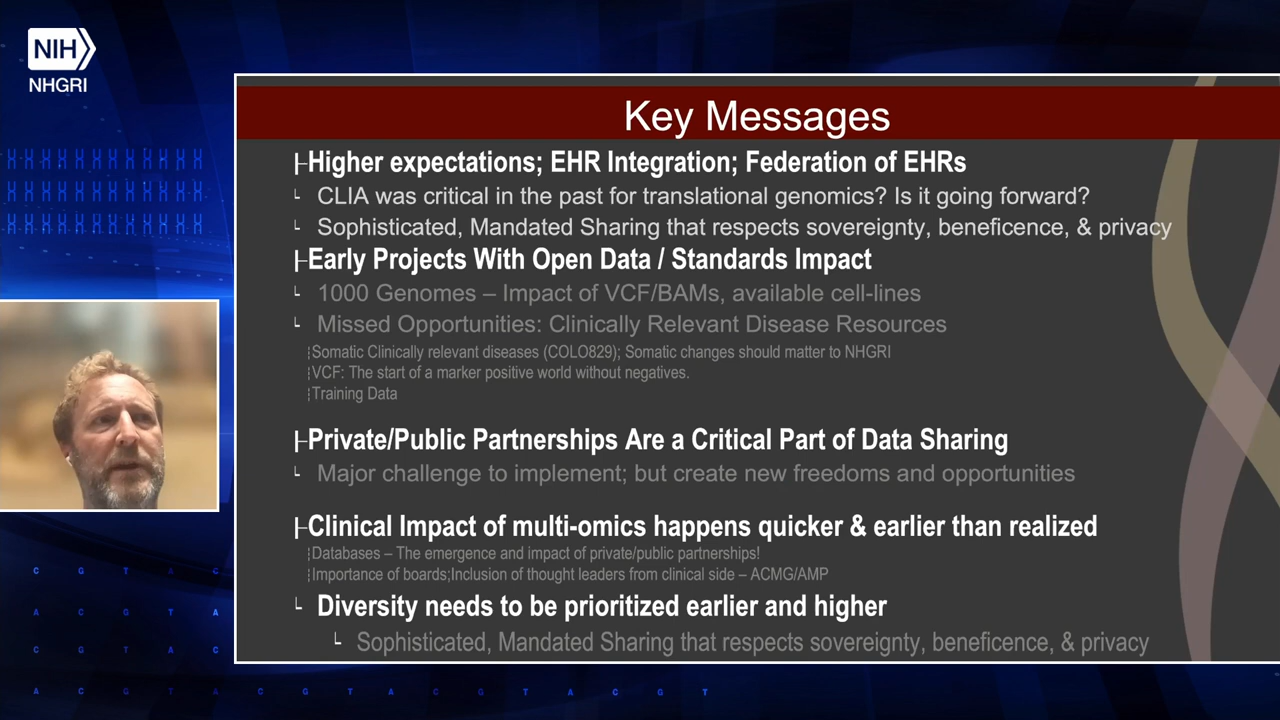 NIH
NHGRI
Key Messages
Higher expectations; EHR Integration; Federation of EHRs
CLIA was critical in the past for translational genomics? Is it going forward?
Sophisticated, Mandated Sharing that respects sovereignty, beneficence, & privacy
Early Projects With Open Data / Standards Impact
1000 Genomes – Impact of VCF/BAMs, available cell-lines
Missed Opportunities: Clinically Relevant Disease Resources
Somatic Clinically relevant diseases (COLO829); Somatic changes should matter to NHGRI
VCF: The start of a marker positive world without negatives.
Training Data
Private/Public Partnerships Are a Critical Part of Data Sharing
Major challenge to implement; but create new freedoms and opportunities
Clinical Impact of multi-omics happens quicker & earlier than realized
Databases – The emergence and impact of private/public partnerships!
Importance of boards;Inclusion of thought leaders from clinical side – ACMG/AMP
Diversity needs to be prioritized earlier and higher
Sophisticated, Mandated Sharing that respects sovereignty, beneficence, & privacy
C G T A C
A C G T A
C G T A C
A C G T A C G T A C G T A C G T